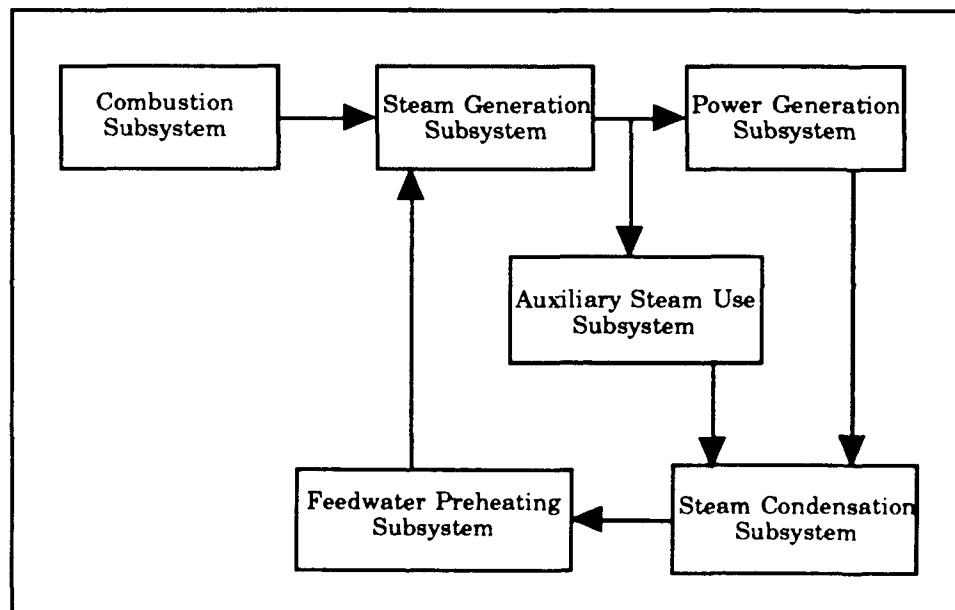 Combustion
Subsystem
Steam Generation
Subsystem
Power Generation
Subsystem
Auxiliary Steam Use
Subsystem
Feedwater Preheating
Subsystem
Steam Condensation
Subsystem